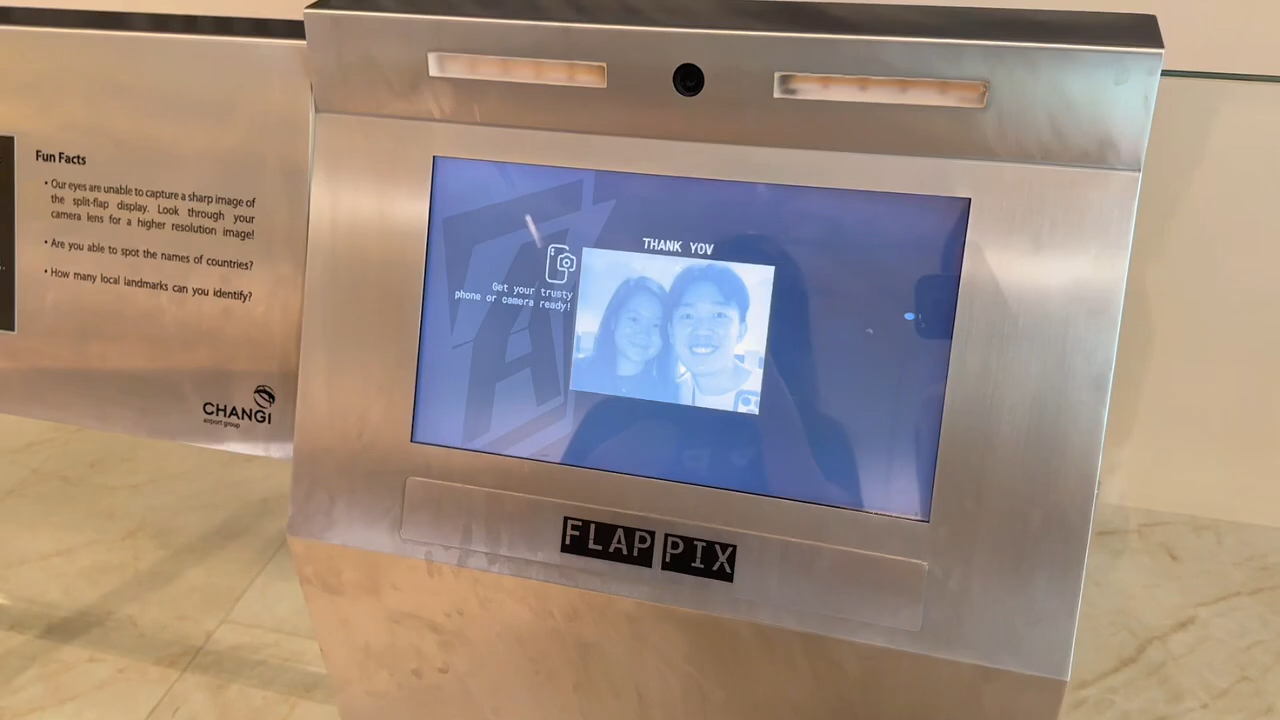 Fun Facts
• Our eyes are unable to capture a sharp image of
the split-flap display. Look through your
camera lens for a higher resolution image!
• Are you able to spot the names of countries?
• How many local landmarks can you identify?
CHANGI
airport group
THANK YOV
Get your trusty
phone or camera ready!
FLAP PIX